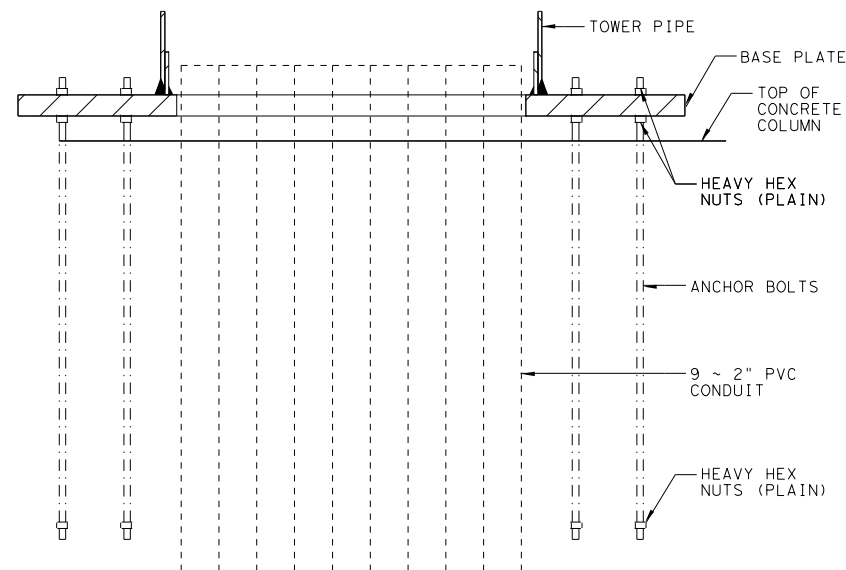 TOWER PIPE
BASE PLATE
TOP OF
CONCRETE
COLUMN
HEAVY HEX
NUTS (PLAIN)
ANCHOR BOLTS
9 ~ 2" PVC
CONDUIT
HEAVY HEX
NUTS (PLAIN)